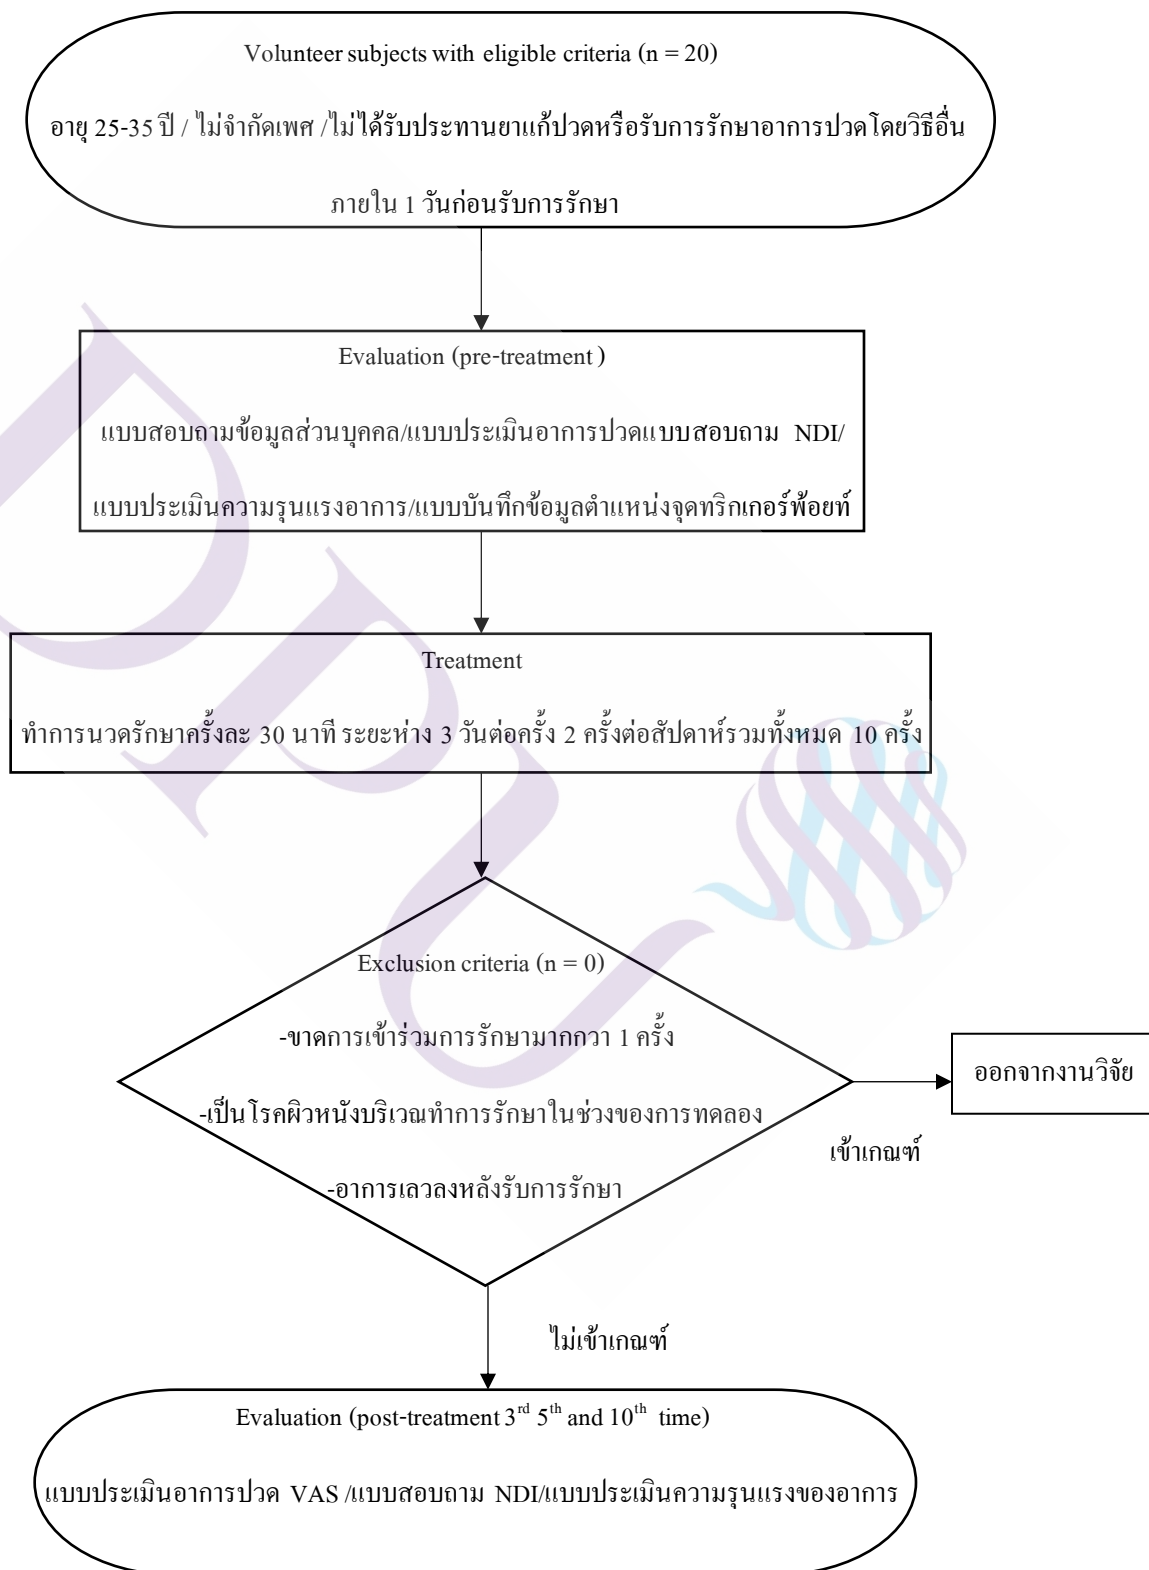 Volunteer subjects with eligible criteria (n = 20)
อายุ 25-35 ปี / ไม่จำกัดเพศ /ไม่ได้รับประทานยาแก้ปวดหรือรับการรักษาอาการปวดโดยวิธีอื่น
ภายใน 1 วันก่อนรับการรักษา
Evaluation (pre-treatment )
แบบสอบถามข้อมูลส่วนบุคคล/แบบประเมินอาการปวดแบบสอบถาม NDI/
แบบประเมินความรุนแรงอาการ/แบบบันทึกข้อมูลตำแหน่งจุดทริกเกอร์พ้อยท์
Treatment
ทำการนวดรักษาครั้งละ 30 นาที ระยะห่าง 3 วันต่อครั้ง 2 ครั้งต่อสัปดาห์รวมทั้งหมด 10 ครั้ง
Exclusion criteria (n = 0)
-ขาดการเข้าร่วมการรักษามากกวา 1 ครั้ง
-เป็นโรคผิวหนังบริเวณทำการรักษาในช่วงของการทดลอง
-อาการเลวลงหลังรับการรักษา
ออกจากงานวิจัย
เข้าเกณฑ์
ไม่เข้าเกณฑ์
Evaluation (post-treatment 3rd 5th and 10th time)
แบบประเมินอาการปวด VAS /แบบสอบถาม NDI/แบบประเมินความรุนแรงของอาการ
DPU